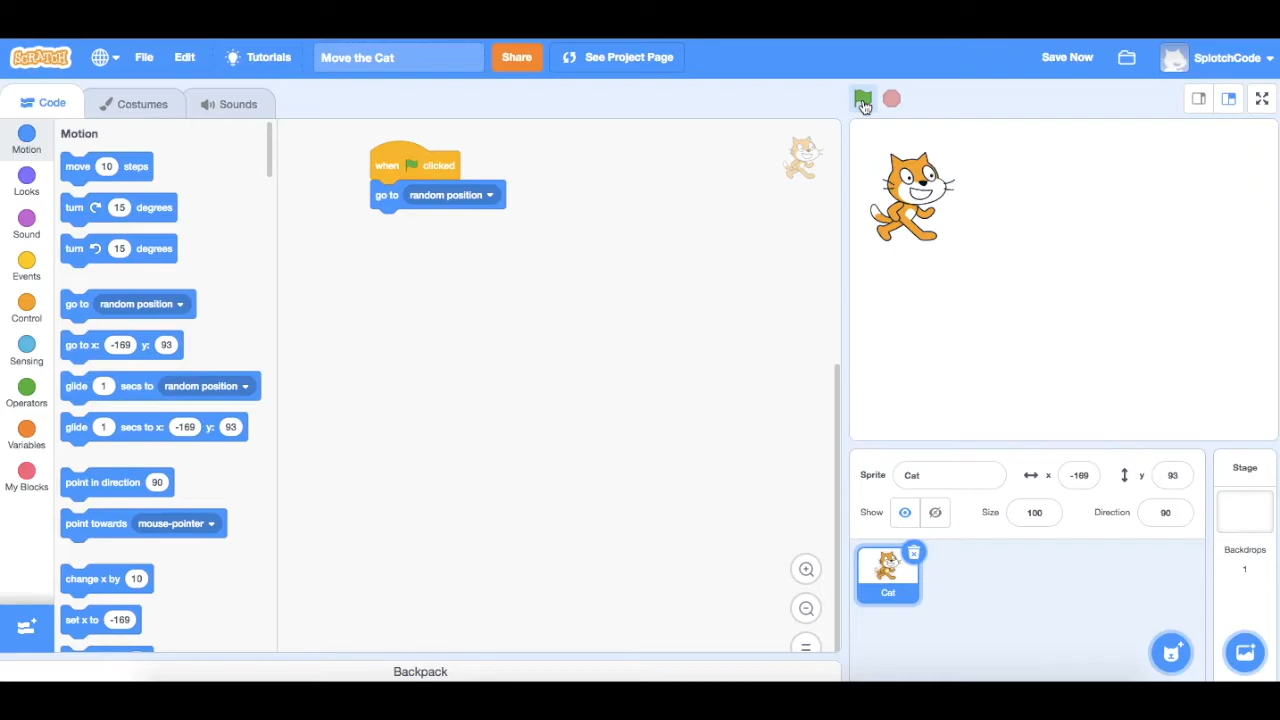 SCRATCH File Edit Tutorials Move the Cat Share See Project Page Save Now SplotchCode
Code Costumes Sounds
Motion
Looks
Sound
Events
Control
Sensing
Operators
Variables
My Blocks
Motion
move 10 steps
turn 15 degrees
turn 15 degrees
go to random position
go to x: -169 y: 93
glide 1 secs to random position
glide 1 secs to x: -169 y: 93
point in direction 90
point towards mouse-pointer
change x by 10
set x to -169
when clicked
go to random position
Backpack
Sprite Cat x -169 y 93
Show Size 100 Direction 90
Cat
Stage
Backdrops
1